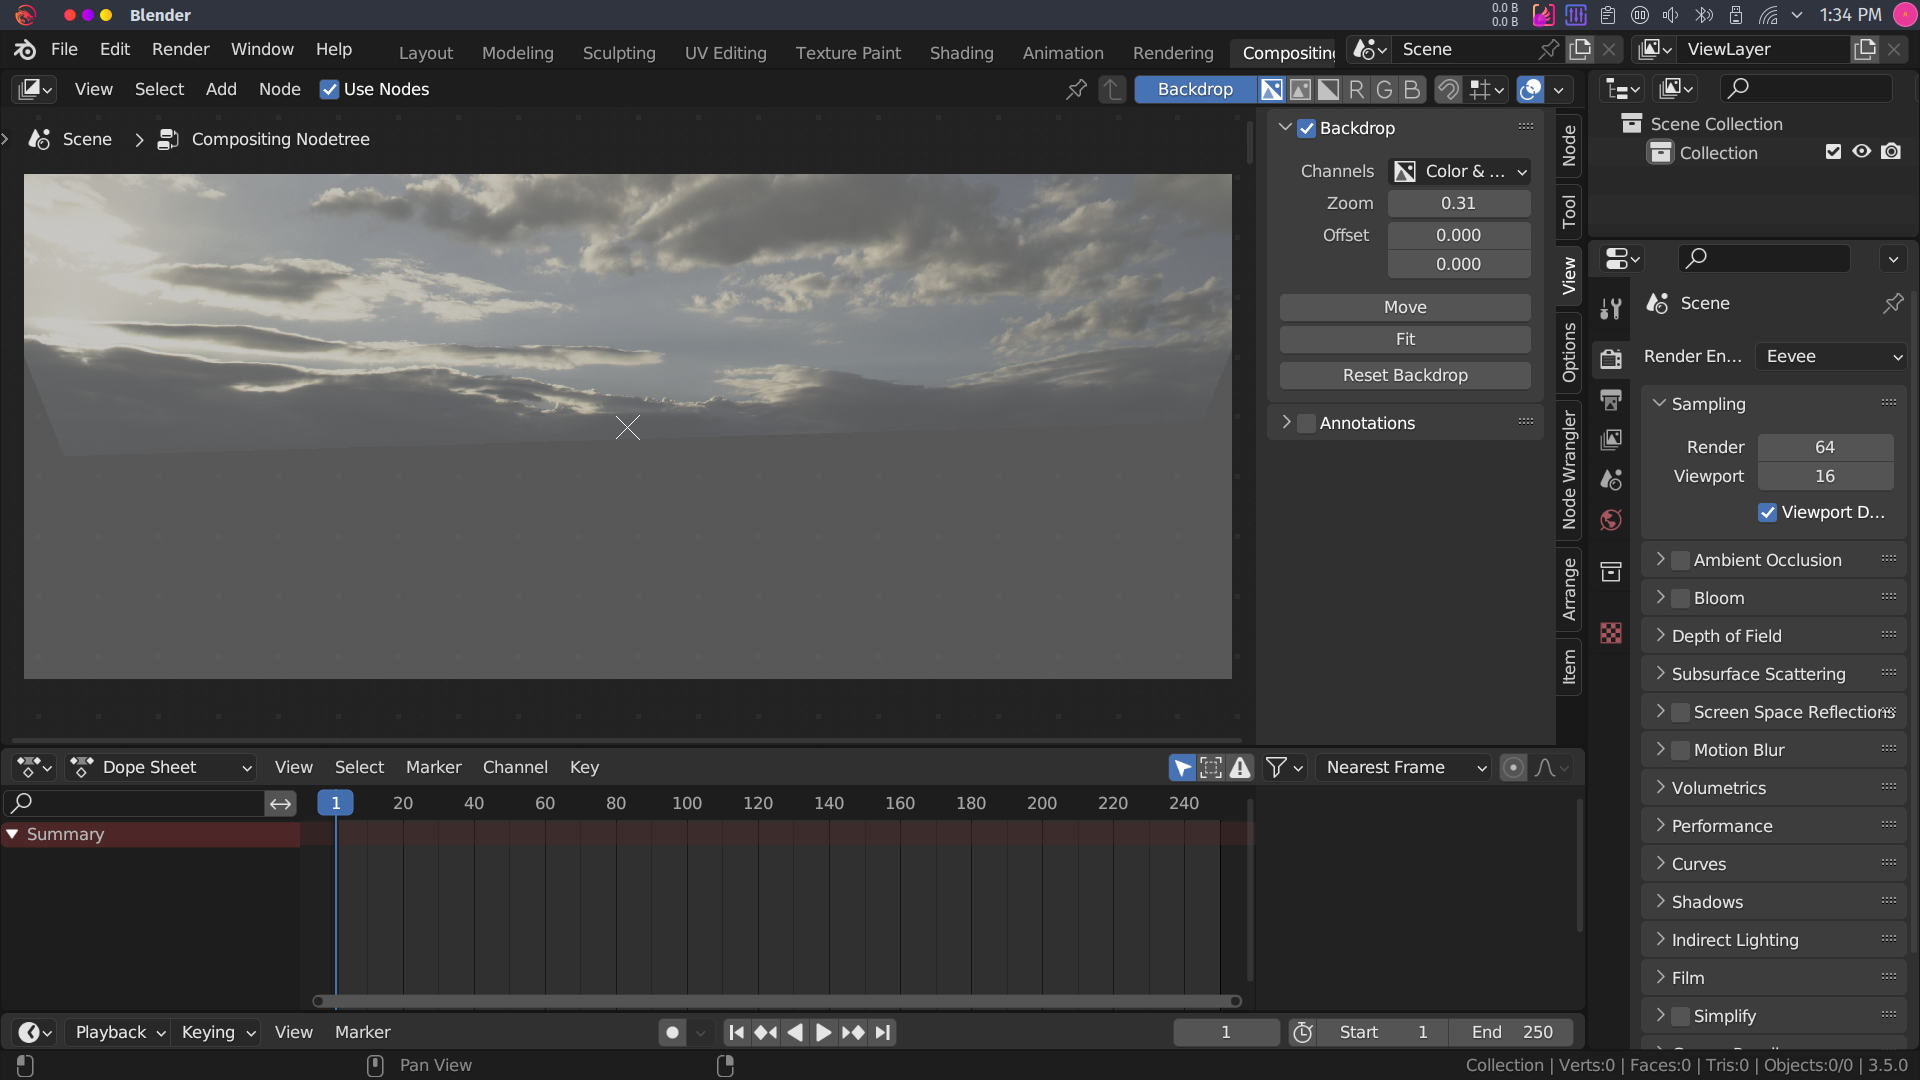 Blender
0.0 B
0.0 B
1:34 PM
File Edit Render Window Help
Layout Modeling Sculpting UV Editing Texture Paint Shading Animation Rendering Compositing
Scene
ViewLayer
View Select Add Node Use Nodes
Backdrop
R G B
Scene
Compositing Nodetree
Backdrop
Channels Color & ...
Zoom 0.31
Offset 0.000
0.000
Move
Fit
Reset Backdrop
Annotations
Node
Tool
View
Options
Node Wrangler
Arrange
Item
Scene Collection
Collection
Scene
Render En... Eevee
Sampling
Render 64
Viewport 16
Viewport D...
Ambient Occlusion
Bloom
Depth of Field
Subsurface Scattering
Screen Space Reflections
Motion Blur
Volumetrics
Performance
Curves
Shadows
Indirect Lighting
Film
Simplify
Dope Sheet View Select Marker Channel Key
Nearest Frame
1 20 40 60 80 100 120 140 160 180 200 220 240
Summary
Playback Keying View Marker
1
Start 1
End 250
Pan View
Collection | Verts:0 | Faces:0 | Tris:0 | Objects:0/0 | 3.5.0